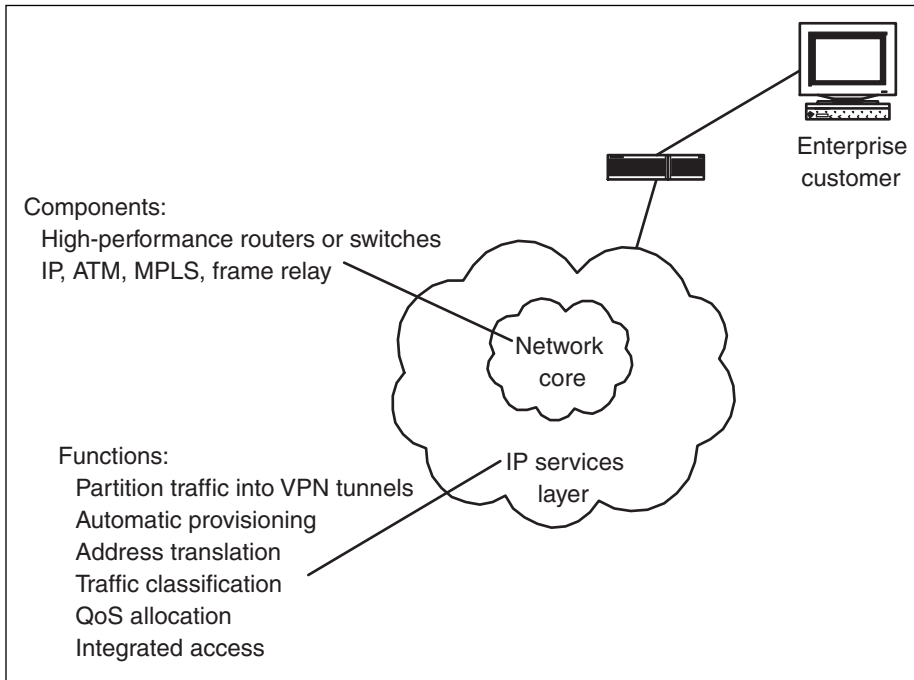 Enterprise
customer
Components:
High-performance routers or switches
IP, ATM, MPLS, frame relay
Network
core
Functions:
Partition traffic into VPN tunnels
Automatic provisioning
Address translation
Traffic classification
QoS allocation
Integrated access
IP services
layer